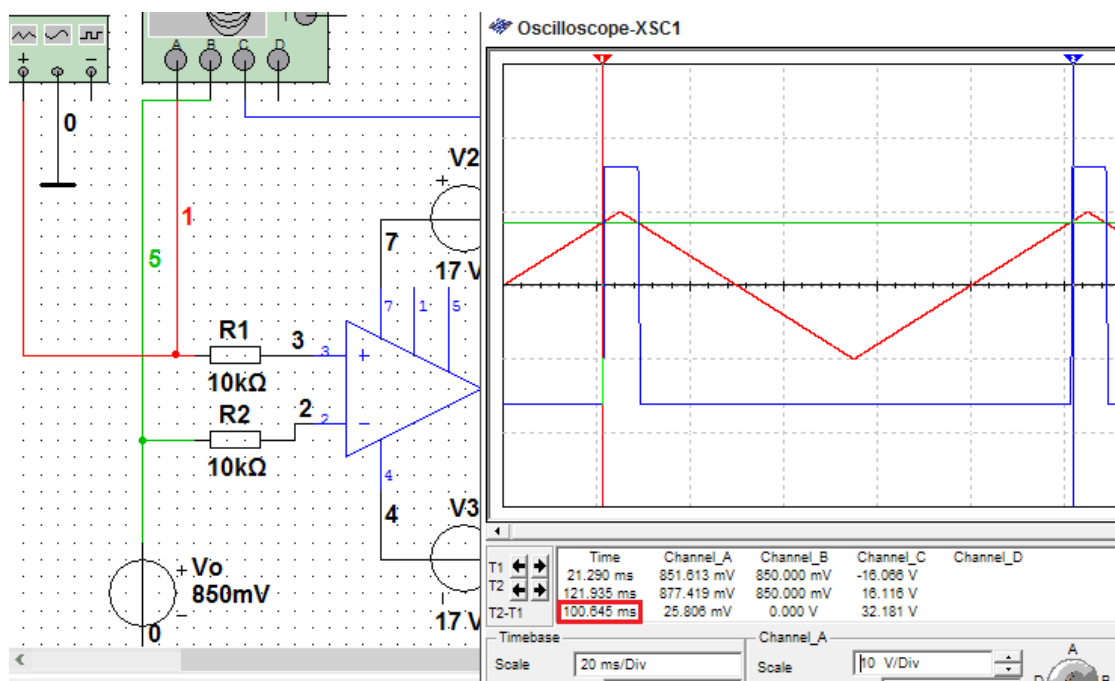 Oscilloscope-XSC1
A B C D
+ −
0
V2
+
1
7
5
17 V
7 1 5
R1
3
3
+
10kΩ
R2
2
2
−
10kΩ
4
4
V3
+
Vo
850mV
−
17 V
0
1
2
Time Channel_A Channel_B Channel_C Channel_D
T1 21.290 ms 851.613 mV 850.000 mV -16.066 V
T2 121.935 ms 877.419 mV 850.000 mV 16.116 V
T2-T1 100.645 ms 25.806 mV 0.000 V 32.181 V
Timebase
Channel_A
Scale 20 ms/Div
Scale 10 V/Div
A
D B